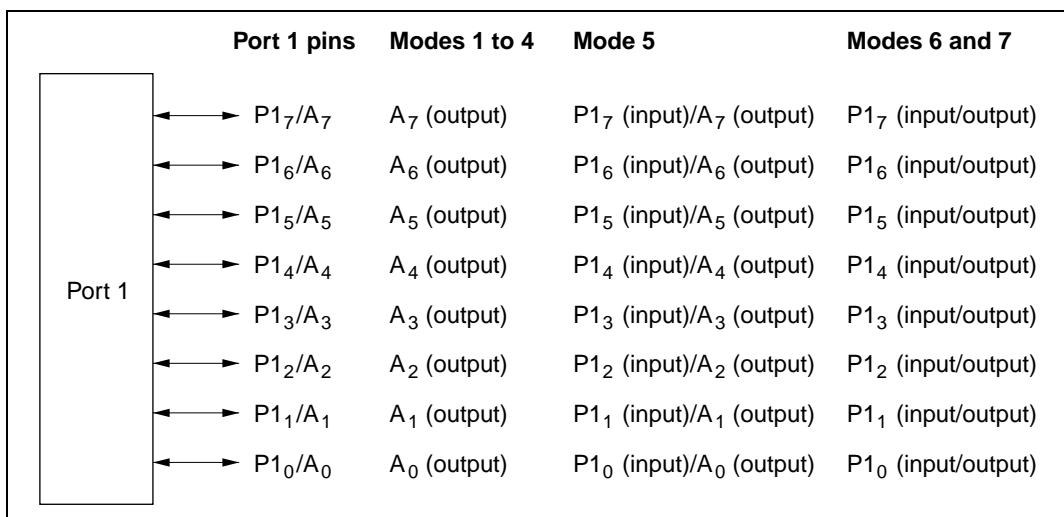 Port 1 pins Modes 1 to 4 Mode 5 Modes 6 and 7
P1₇/A₇ A₇ (output) P1₇ (input)/A₇ (output) P1₇ (input/output)
P1₆/A₆ A₆ (output) P1₆ (input)/A₆ (output) P1₆ (input/output)
P1₅/A₅ A₅ (output) P1₅ (input)/A₅ (output) P1₅ (input/output)
P1₄/A₄ A₄ (output) P1₄ (input)/A₄ (output) P1₄ (input/output)
Port 1
P1₃/A₃ A₃ (output) P1₃ (input)/A₃ (output) P1₃ (input/output)
P1₂/A₂ A₂ (output) P1₂ (input)/A₂ (output) P1₂ (input/output)
P1₁/A₁ A₁ (output) P1₁ (input)/A₁ (output) P1₁ (input/output)
P1₀/A₀ A₀ (output) P1₀ (input)/A₀ (output) P1₀ (input/output)